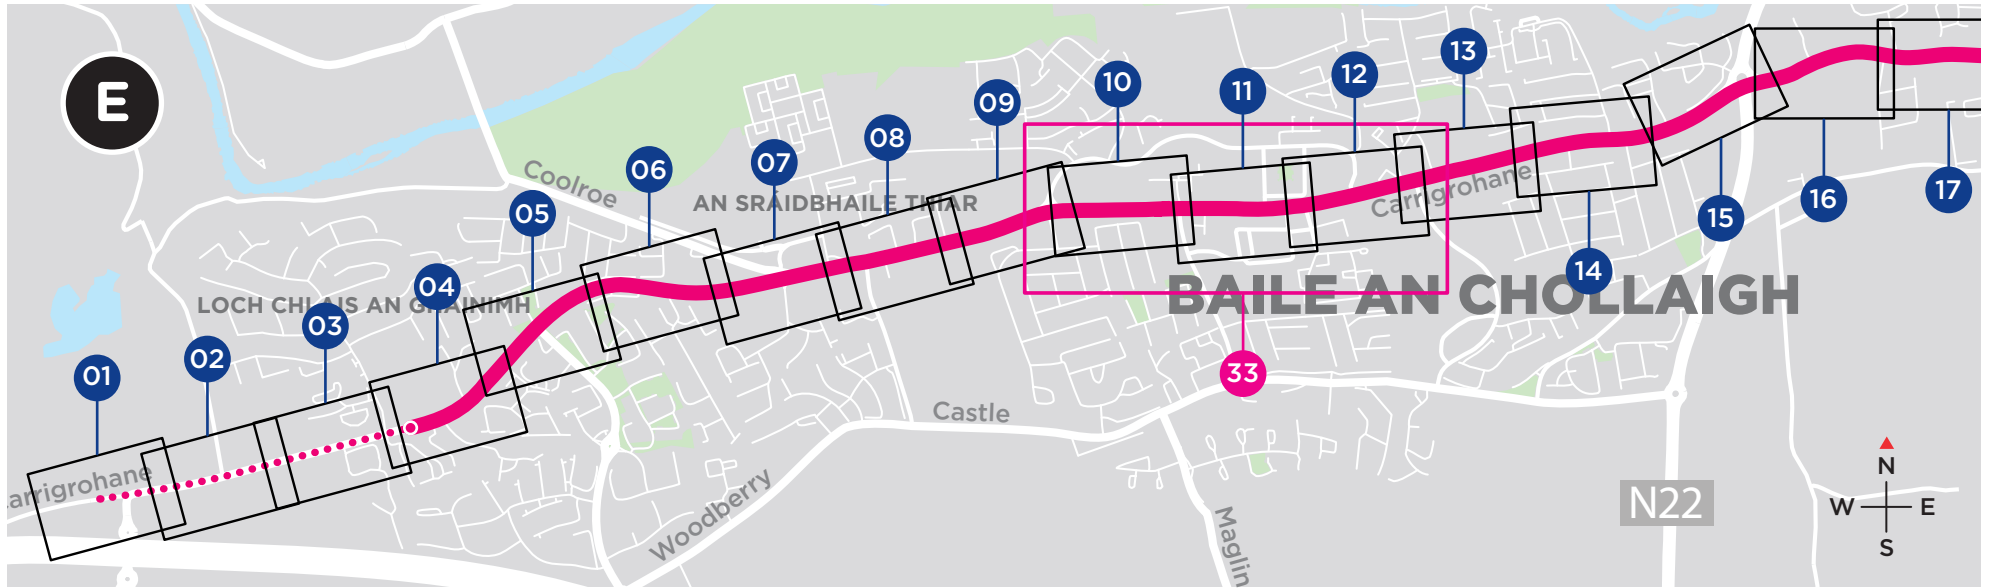 E
13
12
10
11
09
08
07
06
Coolroe
AN SRÁIDBHAILE THIAR
Carrigrohane
17
16
15
05
14
04
BAILE AN CHOLLAIGH
LOCH CHLAIS AN GHAINIMH
03
02
33
01
Castle
Carrigrohane
Woodberry
Maglin
N22
N
W E
S